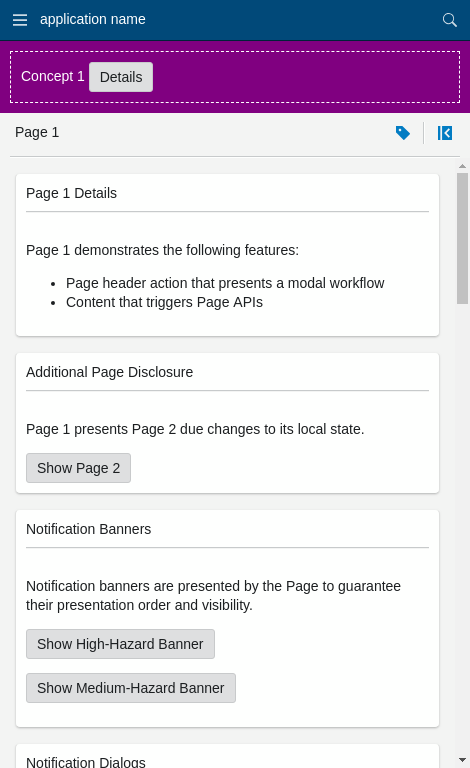 application name
Concept 1 Details
Page 1
Page 1 Details
Page 1 demonstrates the following features:
Page header action that presents a modal workflow
Content that triggers Page APIs
Additional Page Disclosure
Page 1 presents Page 2 due changes to its local state.
Show Page 2
Notification Banners
Notification banners are presented by the Page to guarantee
their presentation order and visibility.
Show High-Hazard Banner
Show Medium-Hazard Banner
Notification Dialogs